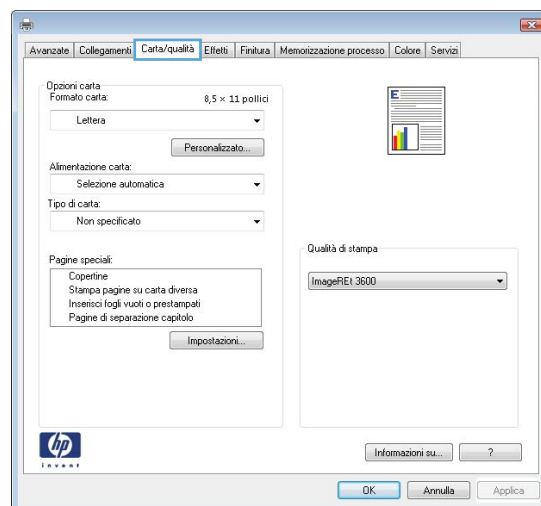 Avanzate Collegamenti Carta/qualità Effetti Finitura Memorizzazione processo Colore Servizi
Opzioni carta
Formato carta: 8,5 × 11 pollici
Lettera
Personalizzato...
Alimentazione carta:
Selezione automatica
Tipo di carta:
Non specificato
Pagine speciali:
Copertine
Stampa pagine su carta diversa
Inserisci fogli vuoti o prestampati
Pagine di separazione capitolo
Impostazioni...
E
Qualità di stampa
ImageREt 3600
hp
invent
Informazioni su... ?
OK Annulla Applica